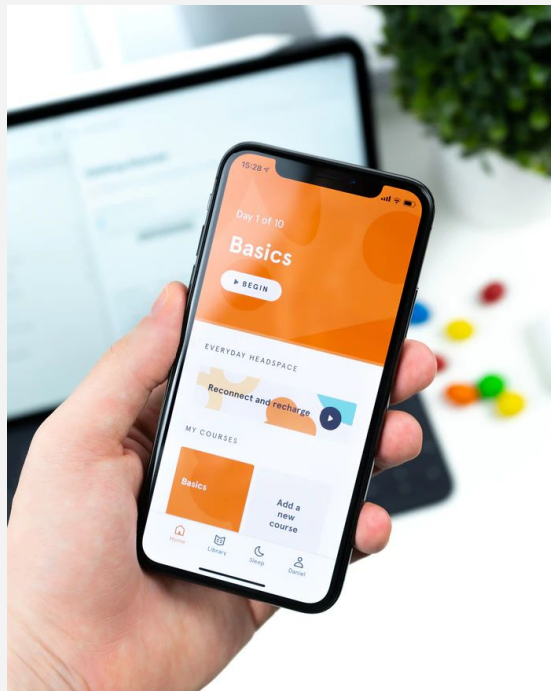 15:28
Day 1 of 10
Basics
BEGIN
EVERYDAY HEADSPACE
Reconnect and recharge
MY COURSES
Basics
Add a
new
course
Home
Library
Sleep
Daniel